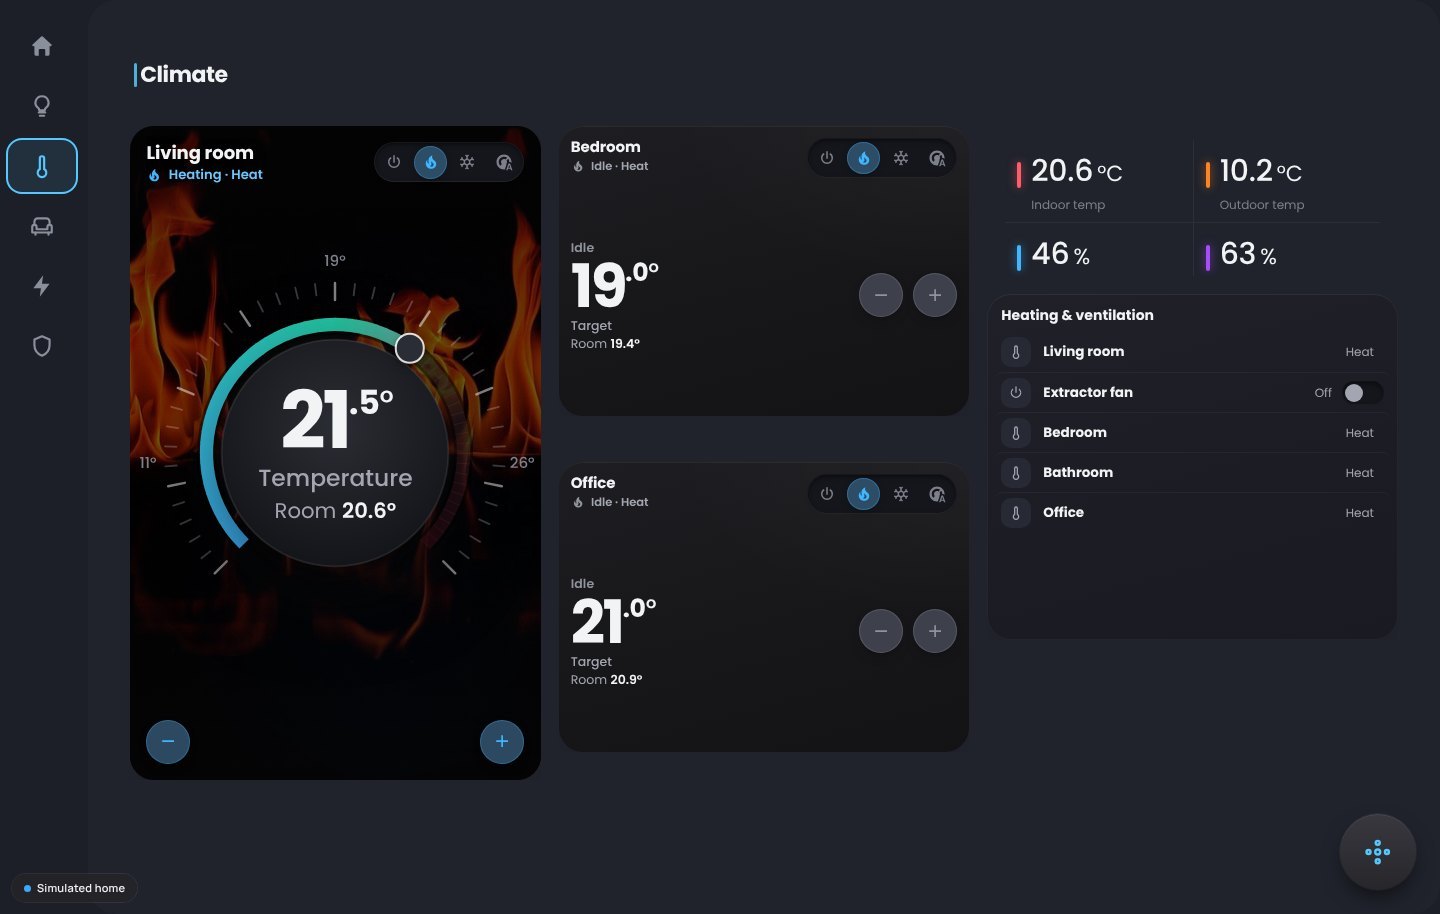 Climate
Living room
Heating · Heat
19°
11°
26°
21.5°
Temperature
Room 20.6°
Bedroom
Idle · Heat
Idle
19.0°
Target
Room 19.4°
Office
Idle · Heat
Idle
21.0°
Target
Room 20.9°
20.6 °C
Indoor temp
10.2 °C
Outdoor temp
46 %
63 %
Heating & ventilation
Living room Heat
Extractor fan Off
Bedroom Heat
Bathroom Heat
Office Heat
Simulated home